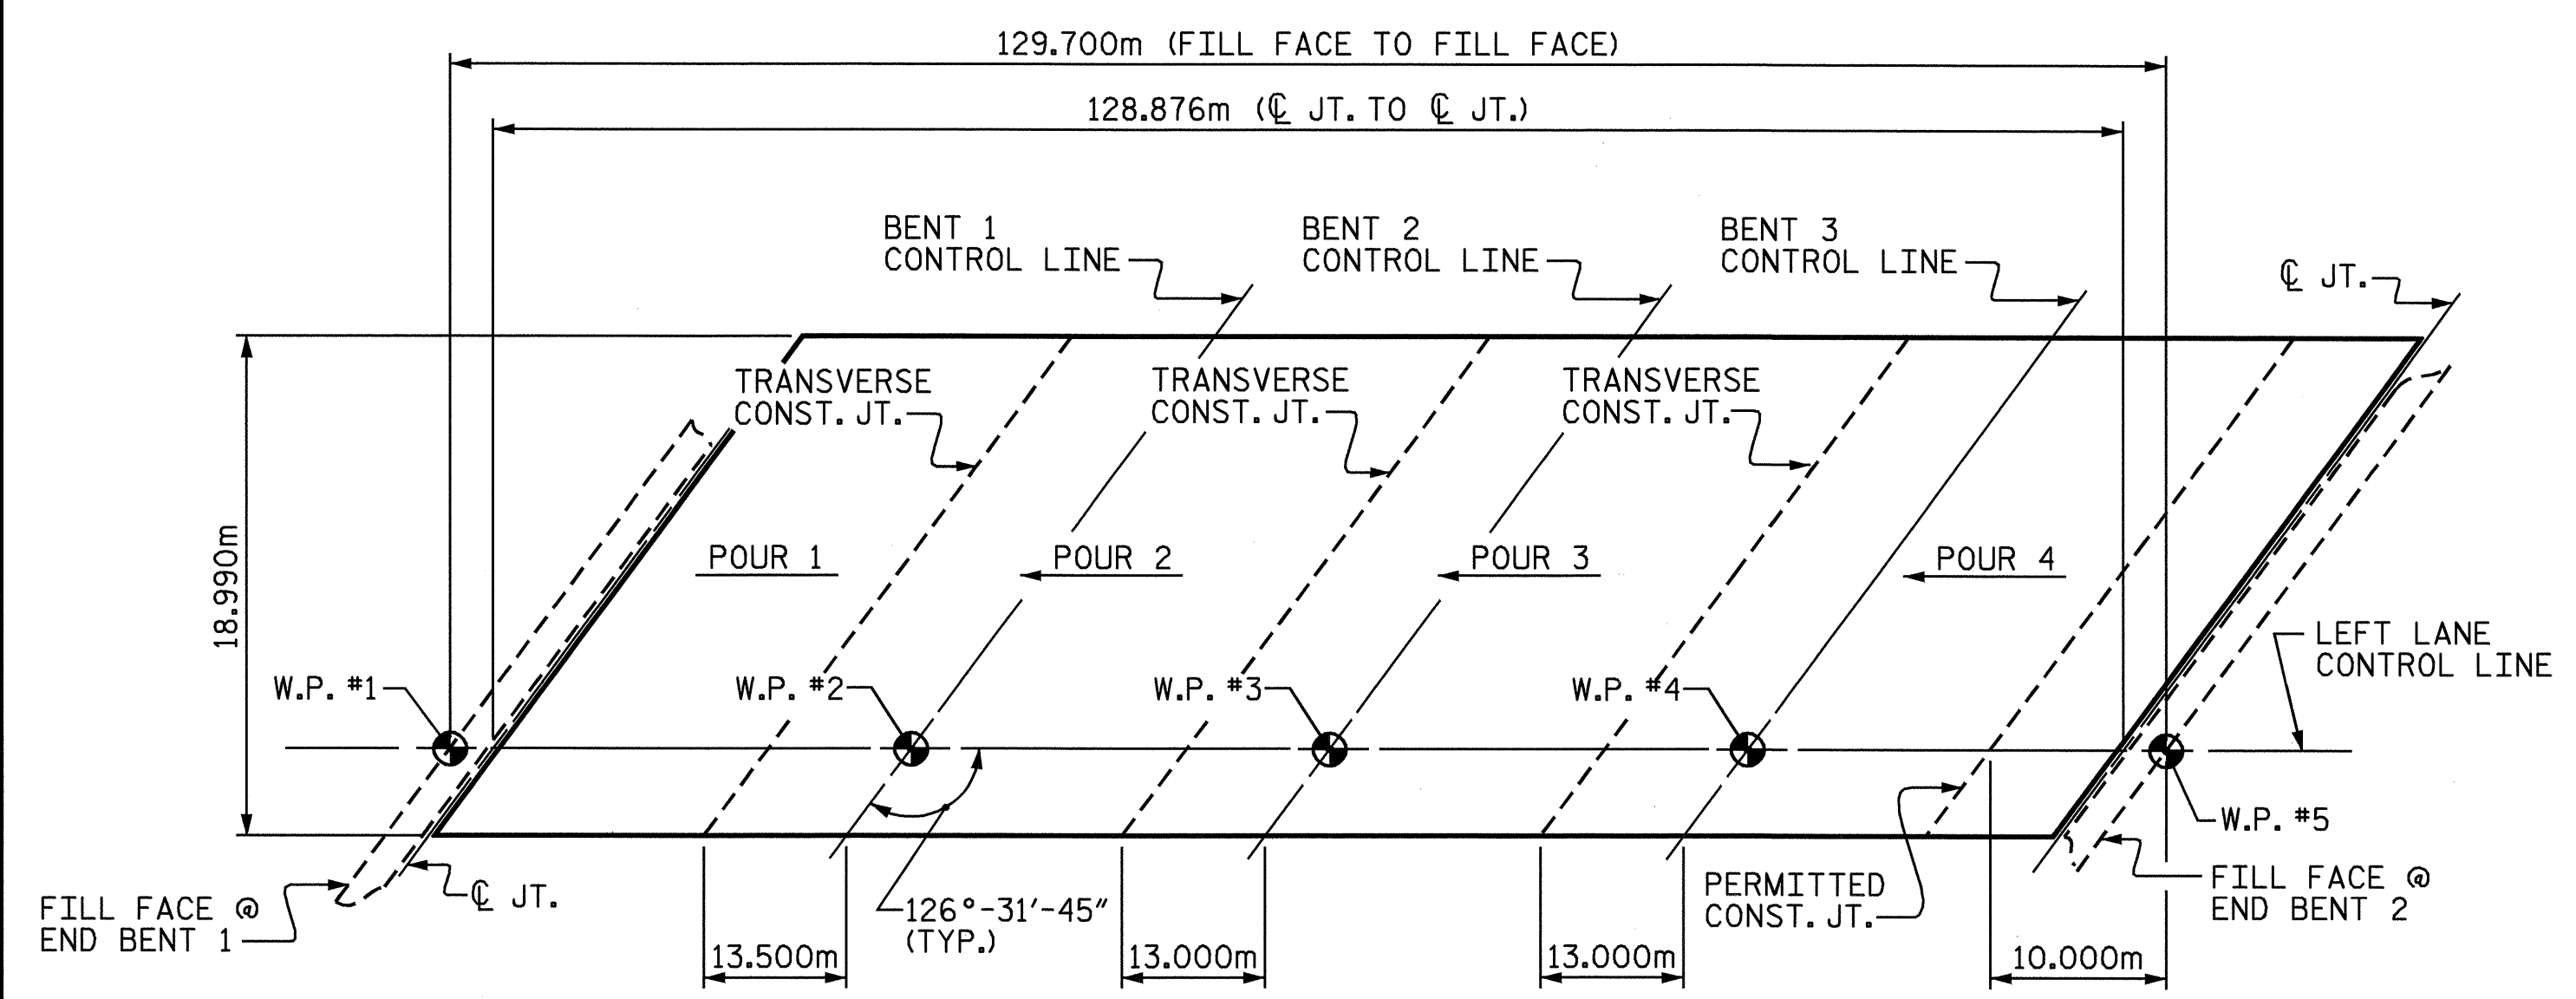 129.700m (FILL FACE TO FILL FACE)
128.876m (℄ JT. TO ℄ JT.)
BENT 1
CONTROL LINE
BENT 2
CONTROL LINE
BENT 3
CONTROL LINE
℄ JT.
TRANSVERSE
CONST. JT.
TRANSVERSE
CONST. JT.
TRANSVERSE
CONST. JT.
18.990m
POUR 1
POUR 2
POUR 3
POUR 4
LEFT LANE
CONTROL LINE
W.P. #1
W.P. #2
W.P. #3
W.P. #4
W.P. #5
FILL FACE @
END BENT 1
℄ JT.
126°-31'-45"
(TYP.)
PERMITTED
CONST. JT.
FILL FACE @
END BENT 2
13.500m
13.000m
13.000m
10.000m